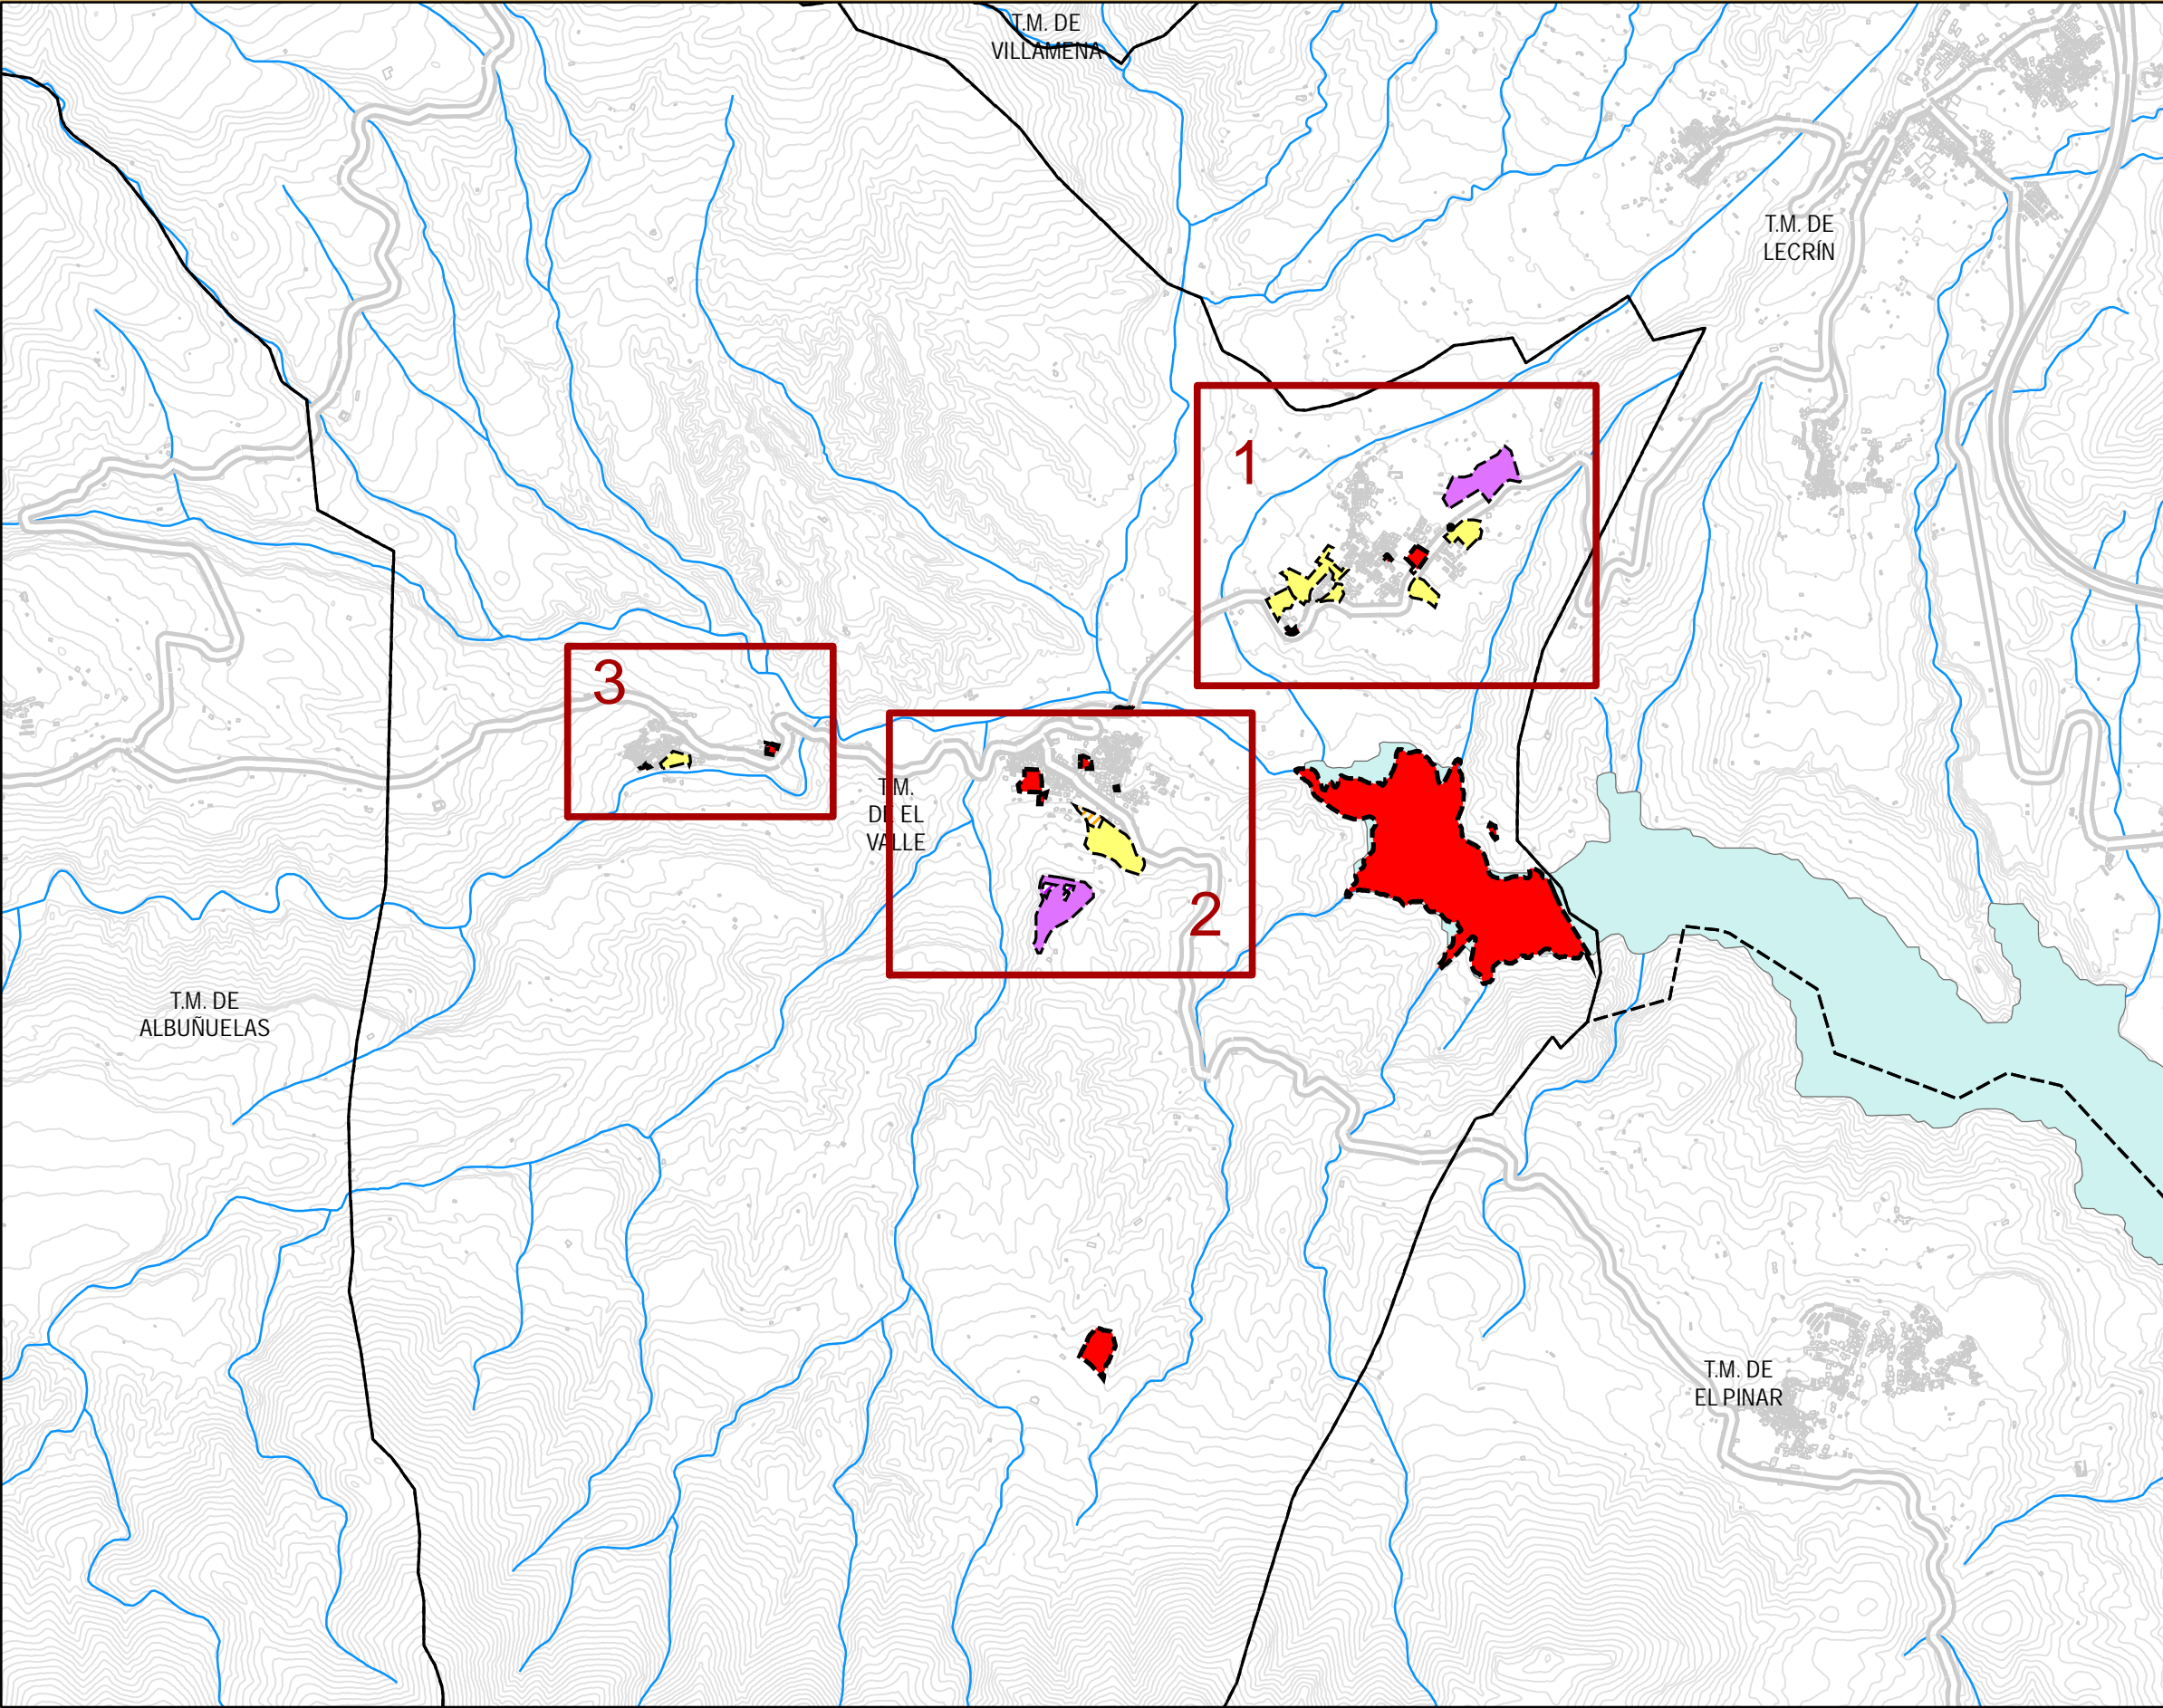 T.M. DE
VILLAMENA
T.M. DE
LECRÍN
1
3
T.M.
DE EL
VALLE
2
T.M. DE
ALBUÑUELAS
T.M. DE
EL PINAR